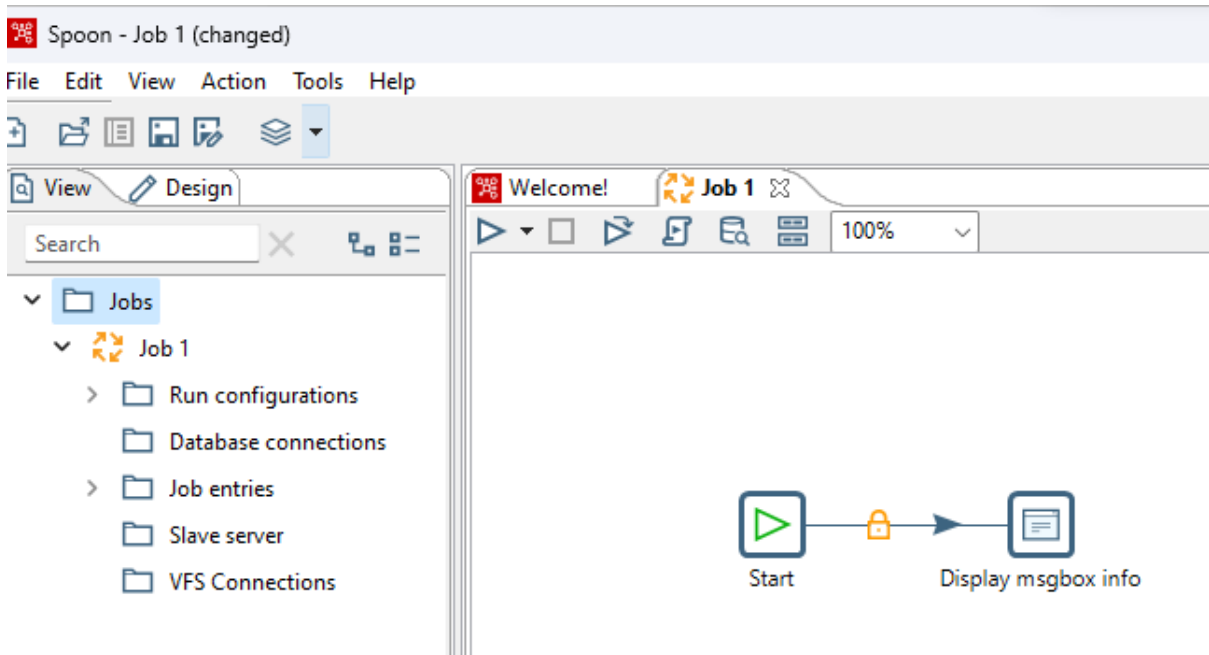 Spoon - Job 1 (changed)
File Edit View Action Tools Help
View Design
Welcome! Job 1
Search
100%
Jobs
Job 1
Run configurations
Database connections
Job entries
Slave server
VFS Connections
Start Display msgbox info